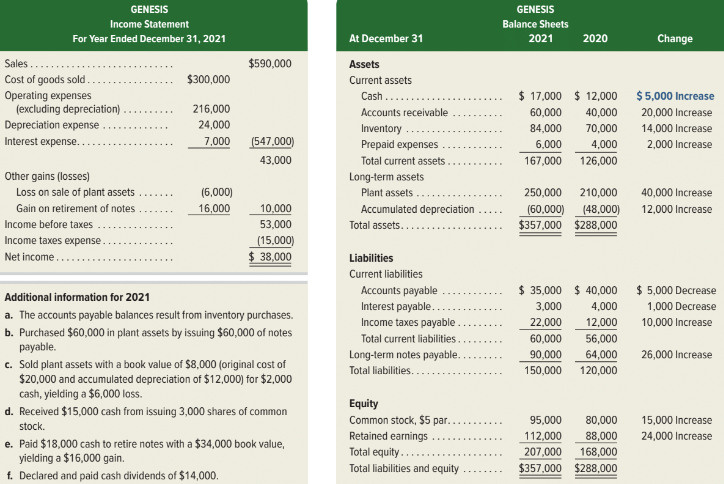 GENESIS
Income Statement
For Year Ended December 31, 2021
Sales . . . . . . . . . . . . . . . . . . . . . . . . . . $590,000
Cost of goods sold . . . . . . . . . . . . . . . . $300,000
Operating expenses
(excluding depreciation) . . . . . . . . . . 216,000
Depreciation expense . . . . . . . . . . . . . 24,000
Interest expense. . . . . . . . . . . . . . . . . . 7,000 (547,000)
43,000
Other gains (losses)
Loss on sale of plant assets . . . . . . . (6,000)
Gain on retirement of notes . . . . . . . 16,000 10,000
Income before taxes . . . . . . . . . . . . . . 53,000
Income taxes expense . . . . . . . . . . . . . (15,000)
Net income . . . . . . . . . . . . . . . . . . . . . . $ 38,000
Additional information for 2021
a. The accounts payable balances result from inventory purchases.
b. Purchased $60,000 in plant assets by issuing $60,000 of notes
payable.
c. Sold plant assets with a book value of $8,000 (original cost of
$20,000 and accumulated depreciation of $12,000) for $2,000
cash, yielding a $6,000 loss.
d. Received $15,000 cash from issuing 3,000 shares of common
stock.
e. Paid $18,000 cash to retire notes with a $34,000 book value,
yielding a $16,000 gain.
f. Declared and paid cash dividends of $14,000.
GENESIS
Balance Sheets
At December 31 2021 2020 Change
Assets
Current assets
Cash . . . . . . . . . . . . . . . . . . . . . . . $ 17,000 $ 12,000 $ 5,000 Increase
Accounts receivable . . . . . . . . . . 60,000 40,000 20,000 Increase
Inventory . . . . . . . . . . . . . . . . . . . 84,000 70,000 14,000 Increase
Prepaid expenses . . . . . . . . . . . . 6,000 4,000 2,000 Increase
Total current assets . . . . . . . . . . . 167,000 126,000
Long-term assets
Plant assets . . . . . . . . . . . . . . . . . 250,000 210,000 40,000 Increase
Accumulated depreciation . . . . . (60,000) (48,000) 12,000 Increase
Total assets. . . . . . . . . . . . . . . . . . . . $357,000 $288,000
Liabilities
Current liabilities
Accounts payable . . . . . . . . . . . . $ 35,000 $ 40,000 $ 5,000 Decrease
Interest payable. . . . . . . . . . . . . . 3,000 4,000 1,000 Decrease
Income taxes payable . . . . . . . . . 22,000 12,000 10,000 Increase
Total current liabilities . . . . . . . . . 60,000 56,000
Long-term notes payable. . . . . . . . . 90,000 64,000 26,000 Increase
Total liabilities. . . . . . . . . . . . . . . . . . 150,000 120,000
Equity
Common stock, $5 par. . . . . . . . . . . 95,000 80,000 15,000 Increase
Retained earnings . . . . . . . . . . . . . . 112,000 88,000 24,000 Increase
Total equity. . . . . . . . . . . . . . . . . . . . 207,000 168,000
Total liabilities and equity . . . . . . . . $357,000 $288,000